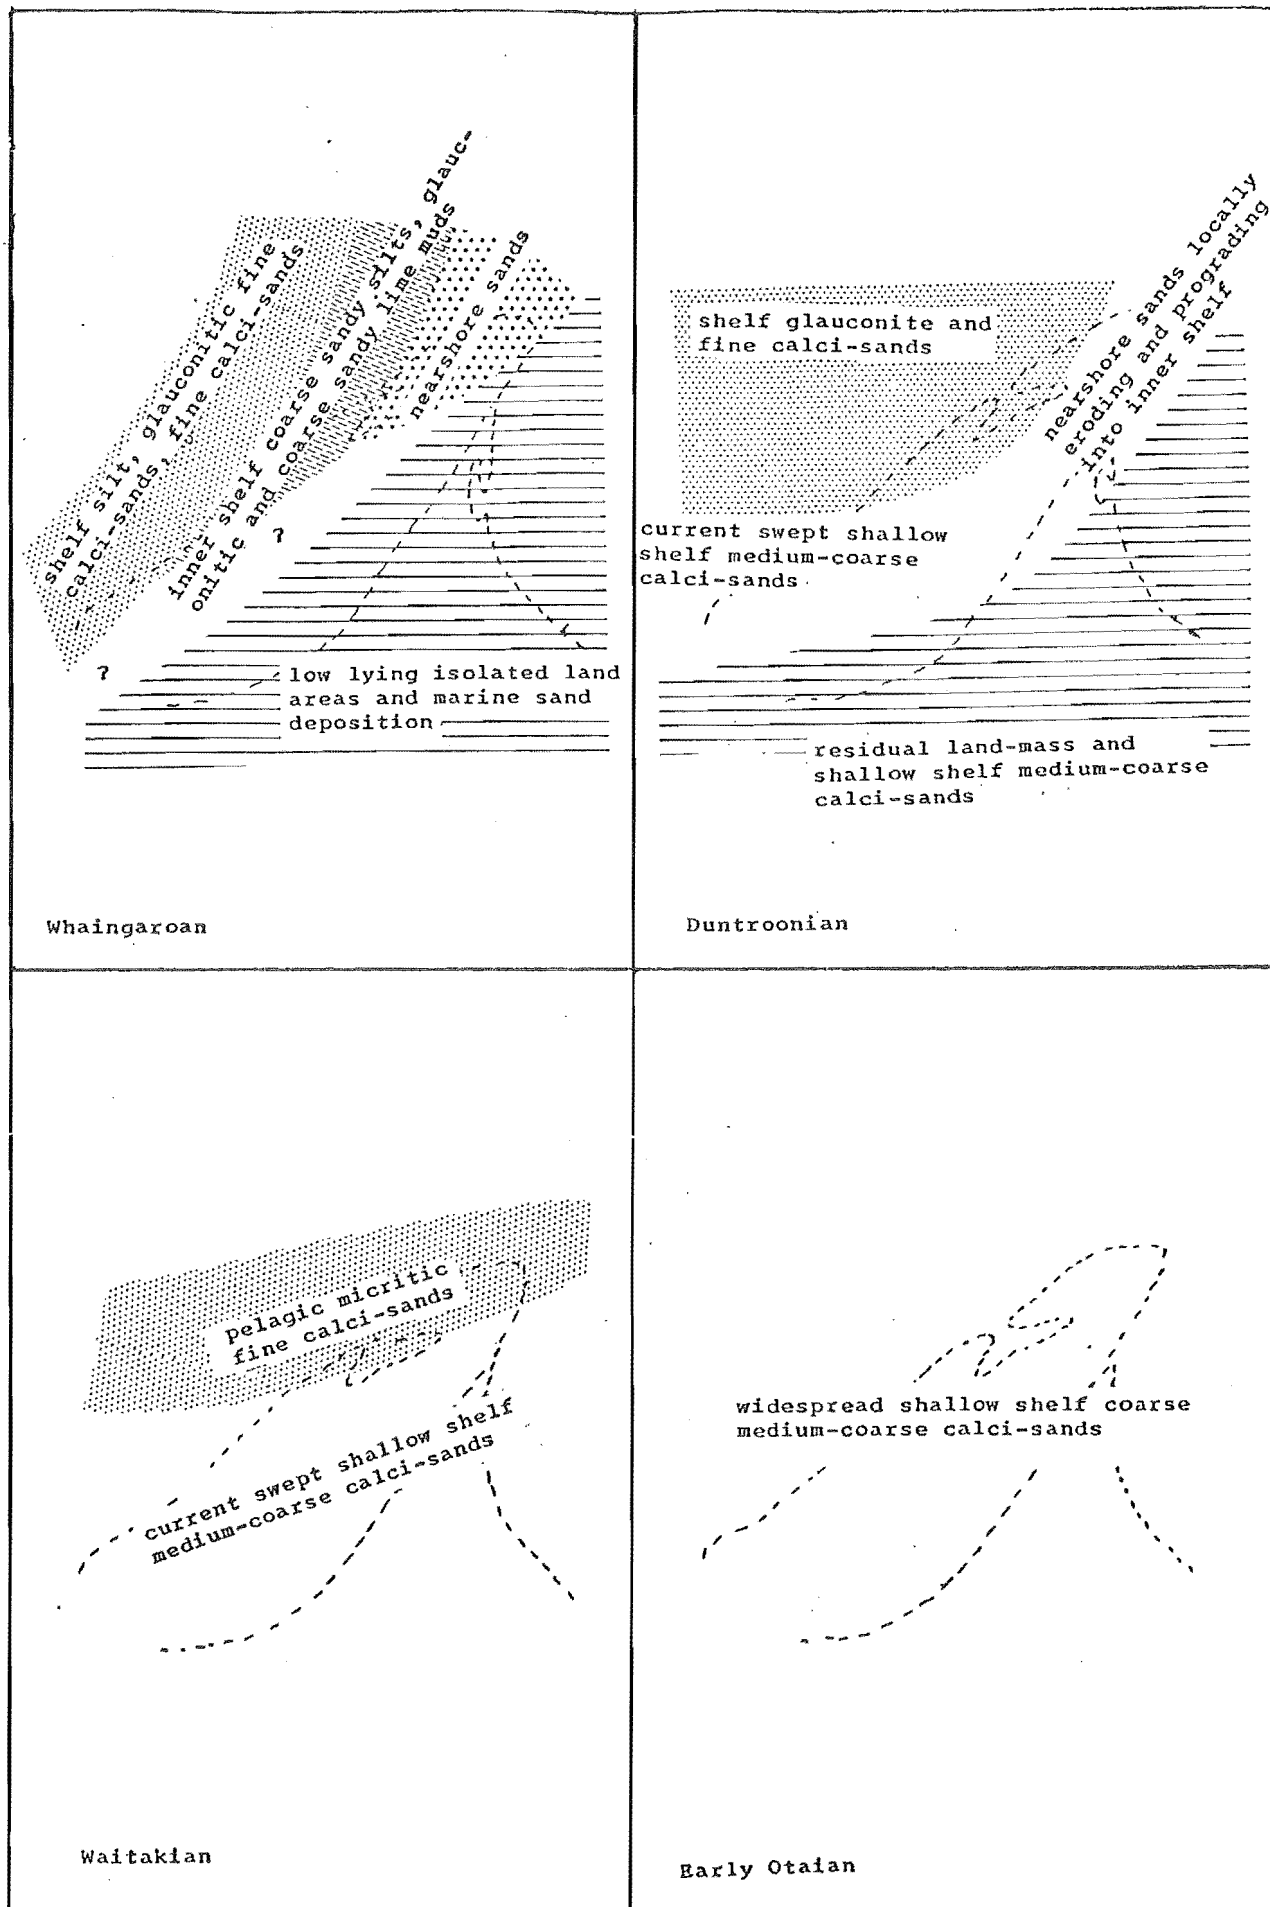 shelf silt, glauconitic fine
calci-sands, fine calci-sands
inner shelf coarse sandy silts, glauc-
onitic and coarse sandy lime muds
nearshore sands
?
?
low lying isolated land
areas and marine sand
deposition
Whaingaroan
shelf glauconite and
fine calci-sands
nearshore sands locally
eroding and prograding
into inner shelf
current swept shallow
shelf medium-coarse
calci-sands
residual land-mass and
shallow shelf medium-coarse
calci-sands
Duntroonian
pelagic micritic
fine calci-sands
current swept shallow shelf
medium-coarse calci-sands
Waitakian
widespread shallow shelf coarse
medium-coarse calci-sands
Early Otaian